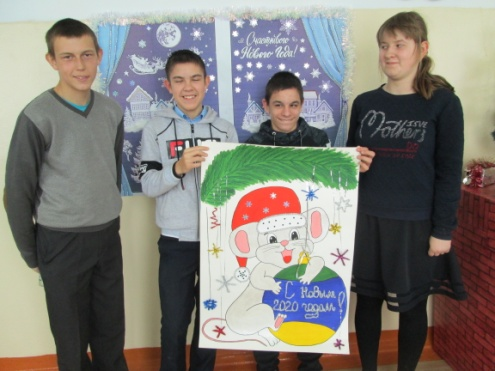 Счастливого
Нового Года!
Mothers
С Новым
2020 годом!